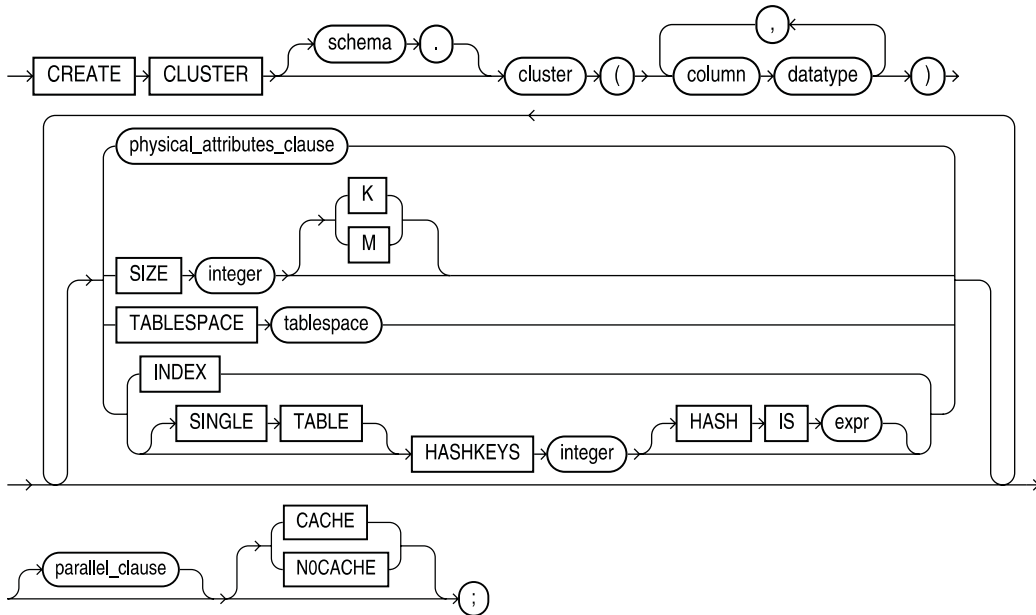 schema .
,
CREATE CLUSTER cluster ( column datatype )
physical_attributes_clause
K
M
SIZE integer
TABLESPACE tablespace
INDEX
SINGLE TABLE HASH IS expr
HASHKEYS integer
CACHE
parallel_clause
N0CACHE
;